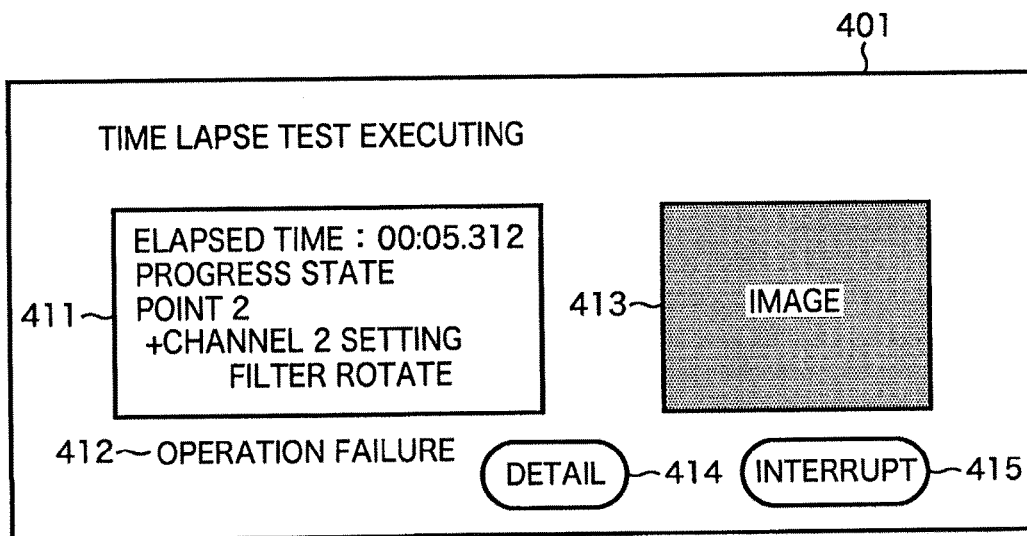 401
TIME LAPSE TEST EXECUTING
ELAPSED TIME : 00:05.312
PROGRESS STATE
POINT 2
+CHANNEL 2 SETTING
FILTER ROTATE
411
413
IMAGE
412 OPERATION FAILURE
DETAIL 414
INTERRUPT 415